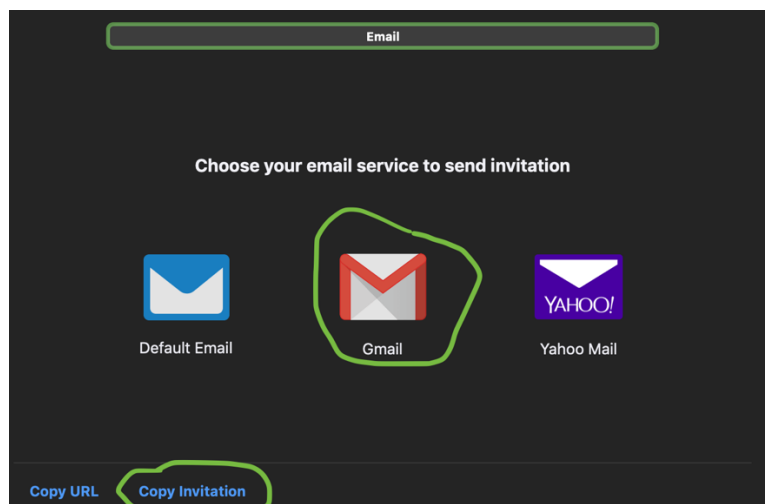 Email
Choose your email service to send invitation
YAHOO!
Default Email
Gmail
Yahoo Mail
Copy URL
Copy Invitation